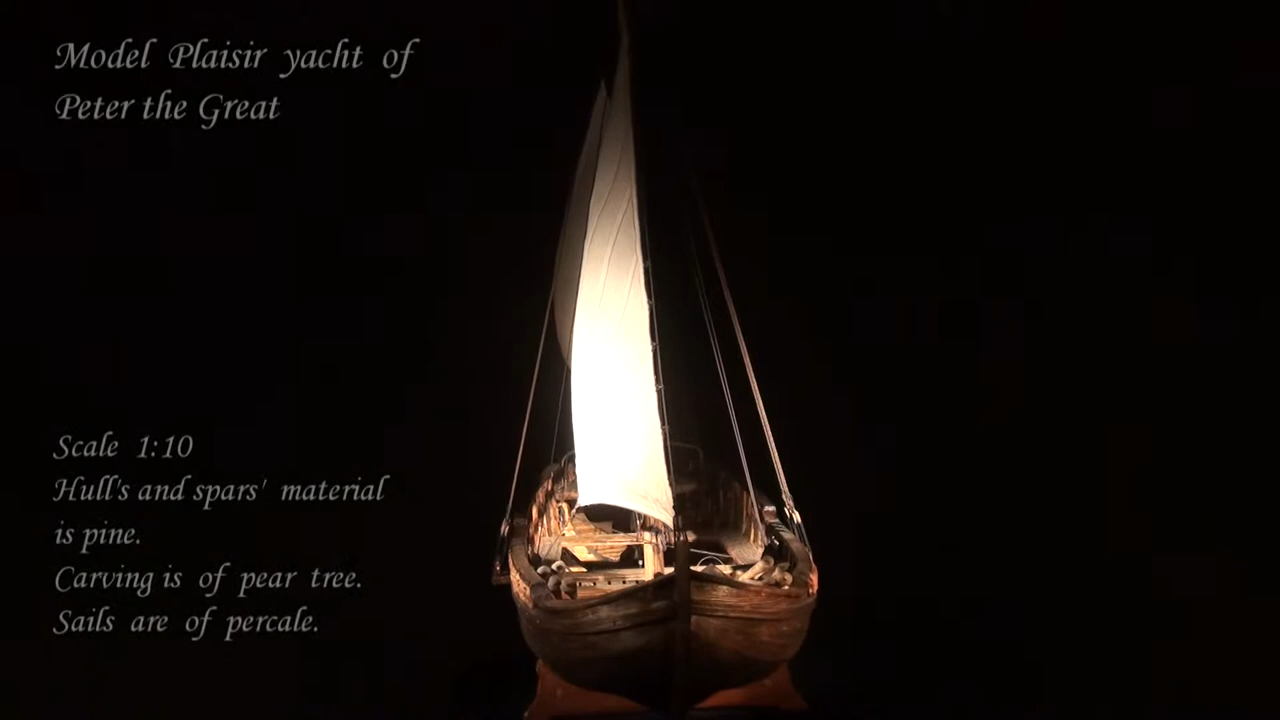 Model Plaisir yacht of
Peter the Great
Scale 1:10
Hull's and spars' material
is pine.
Carving is of pear tree.
Sails are of percale.